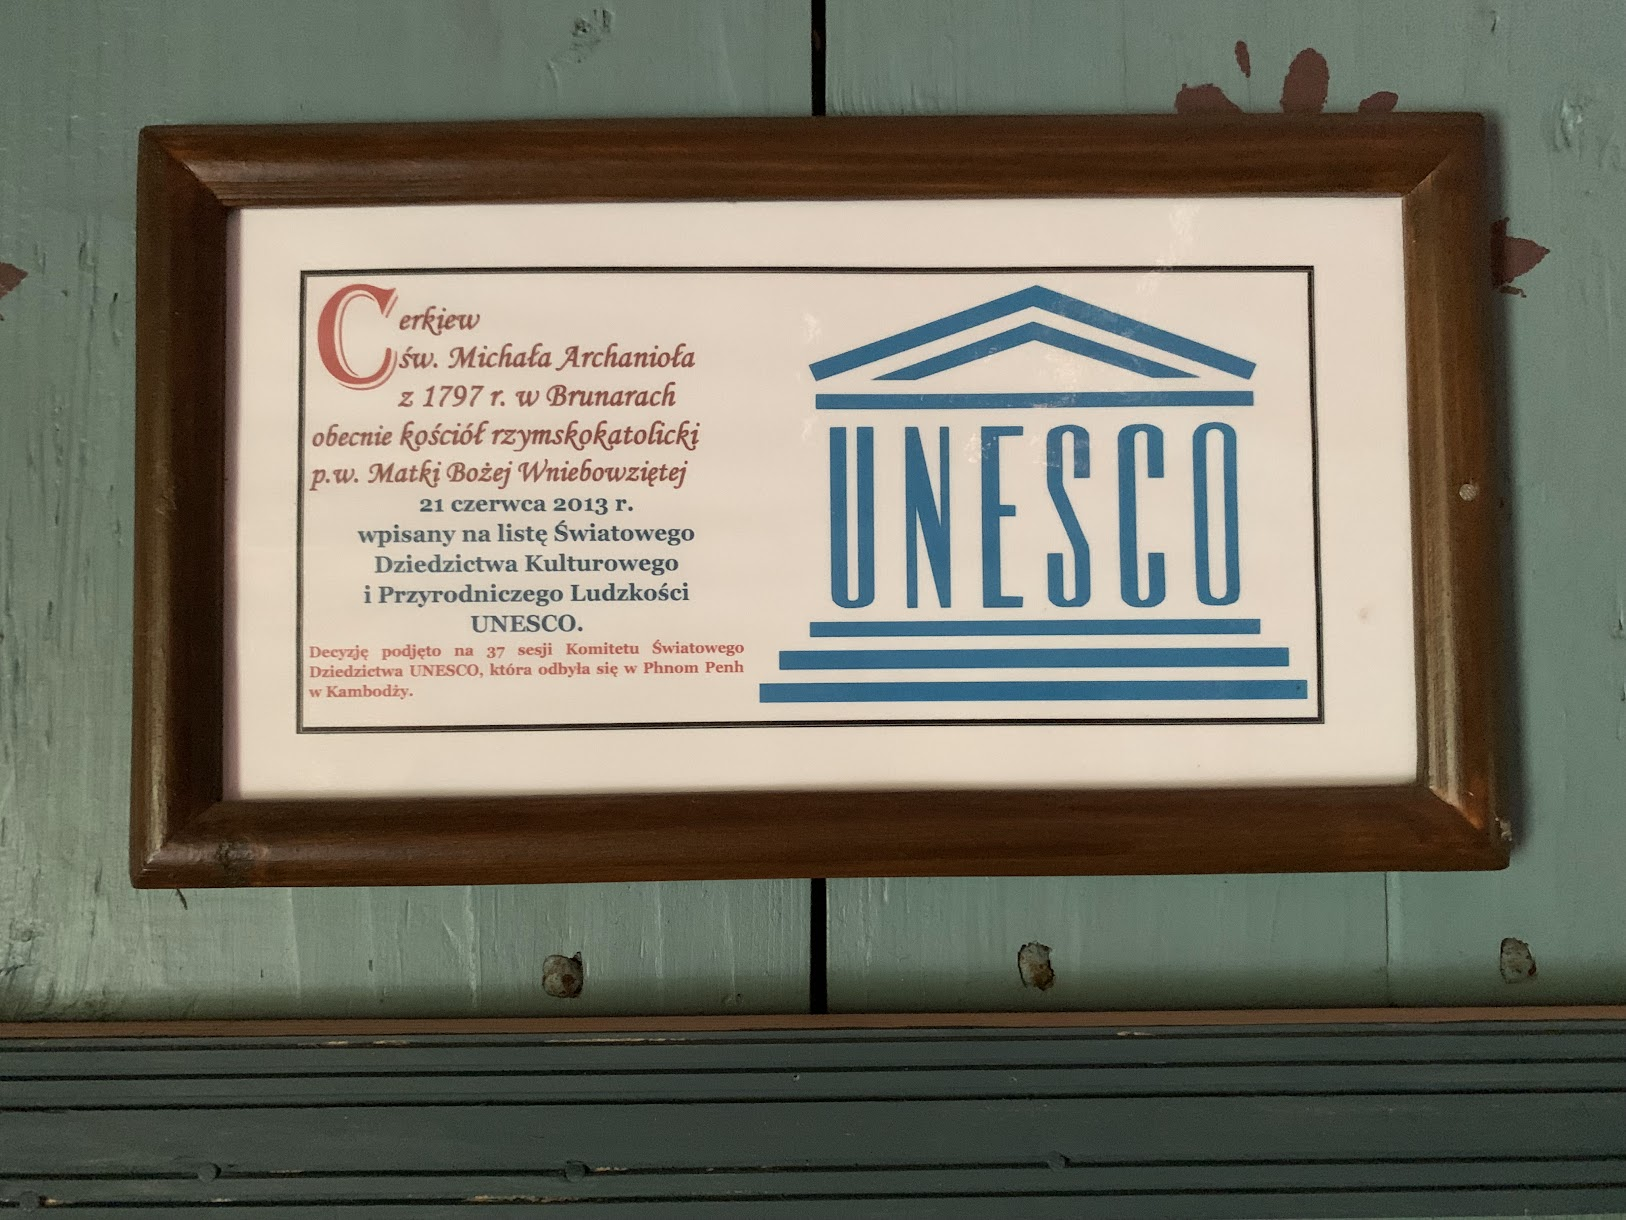 Cerkiew
św. Michała Archanioła
z 1797 r. w Brunarach
obecnie kościół rzymskokatolicki
p.w. Matki Bożej Wniebowziętej
21 czerwca 2013 r.
wpisany na listę Światowego
Dziedzictwa Kulturowego
i Przyrodniczego Ludzkości
UNESCO.
Decyzję podjęto na 37 sesji Komitetu Światowego
Dziedzictwa UNESCO, która odbyła się w Phnom Penh
w Kambodży.
UNESCO